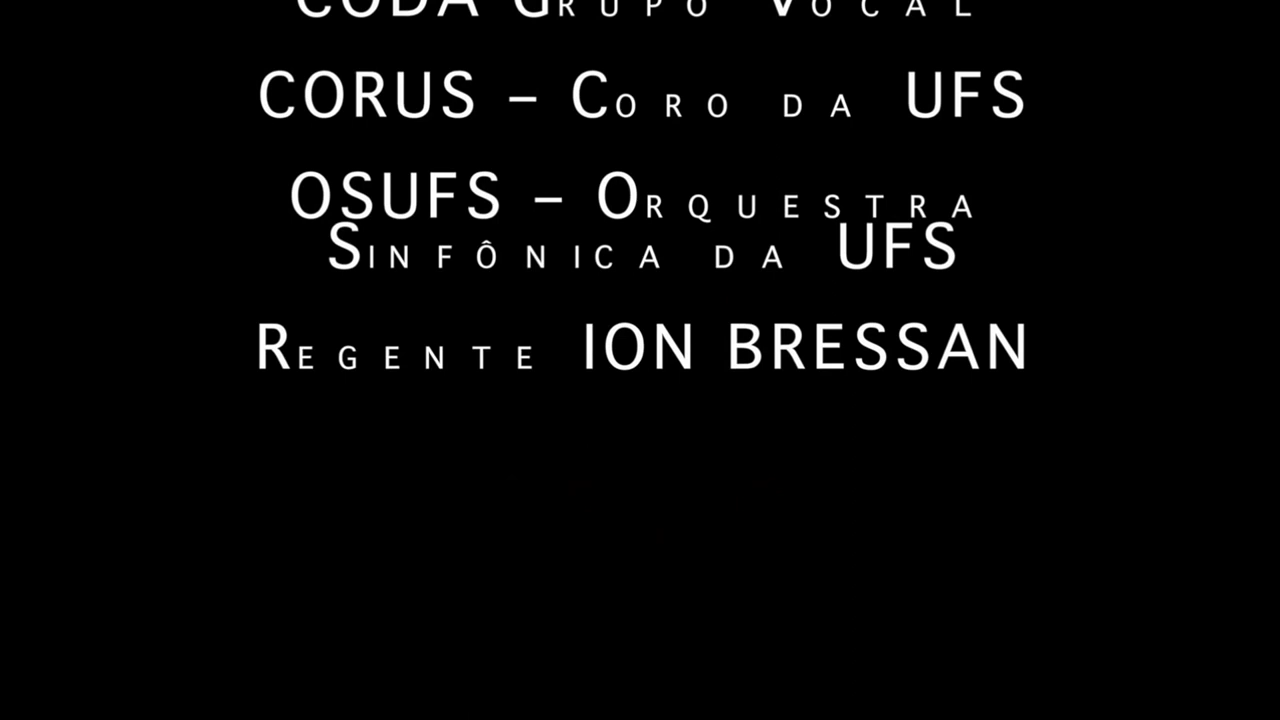 CODA GRUPO VOCAL
CORUS – CORO DA UFS
OSUFS – ORQUESTRA
SINFÔNICA DA UFS
REGENTE ION BRESSAN